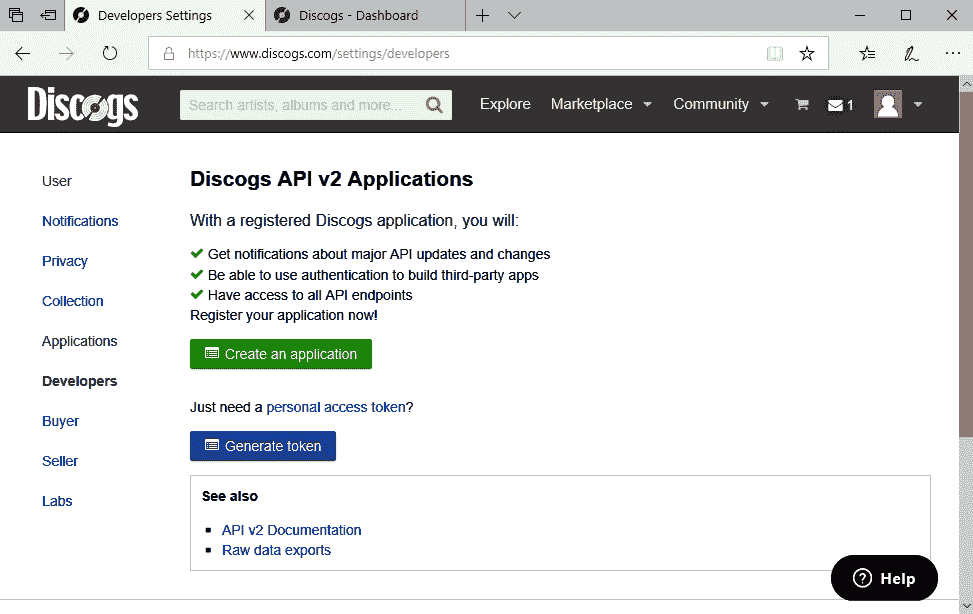 Developers Settings
Discogs - Dashboard
https://www.discogs.com/settings/developers
Discogs
Search artists, albums and more...
Explore
Marketplace
Community
1
User
Notifications
Privacy
Collection
Applications
Developers
Buyer
Seller
Labs
Discogs API v2 Applications
With a registered Discogs application, you will:
Get notifications about major API updates and changes
Be able to use authentication to build third-party apps
Have access to all API endpoints
Register your application now!
Create an application
Just need a personal access token?
Generate token
See also
API v2 Documentation
Raw data exports
Help